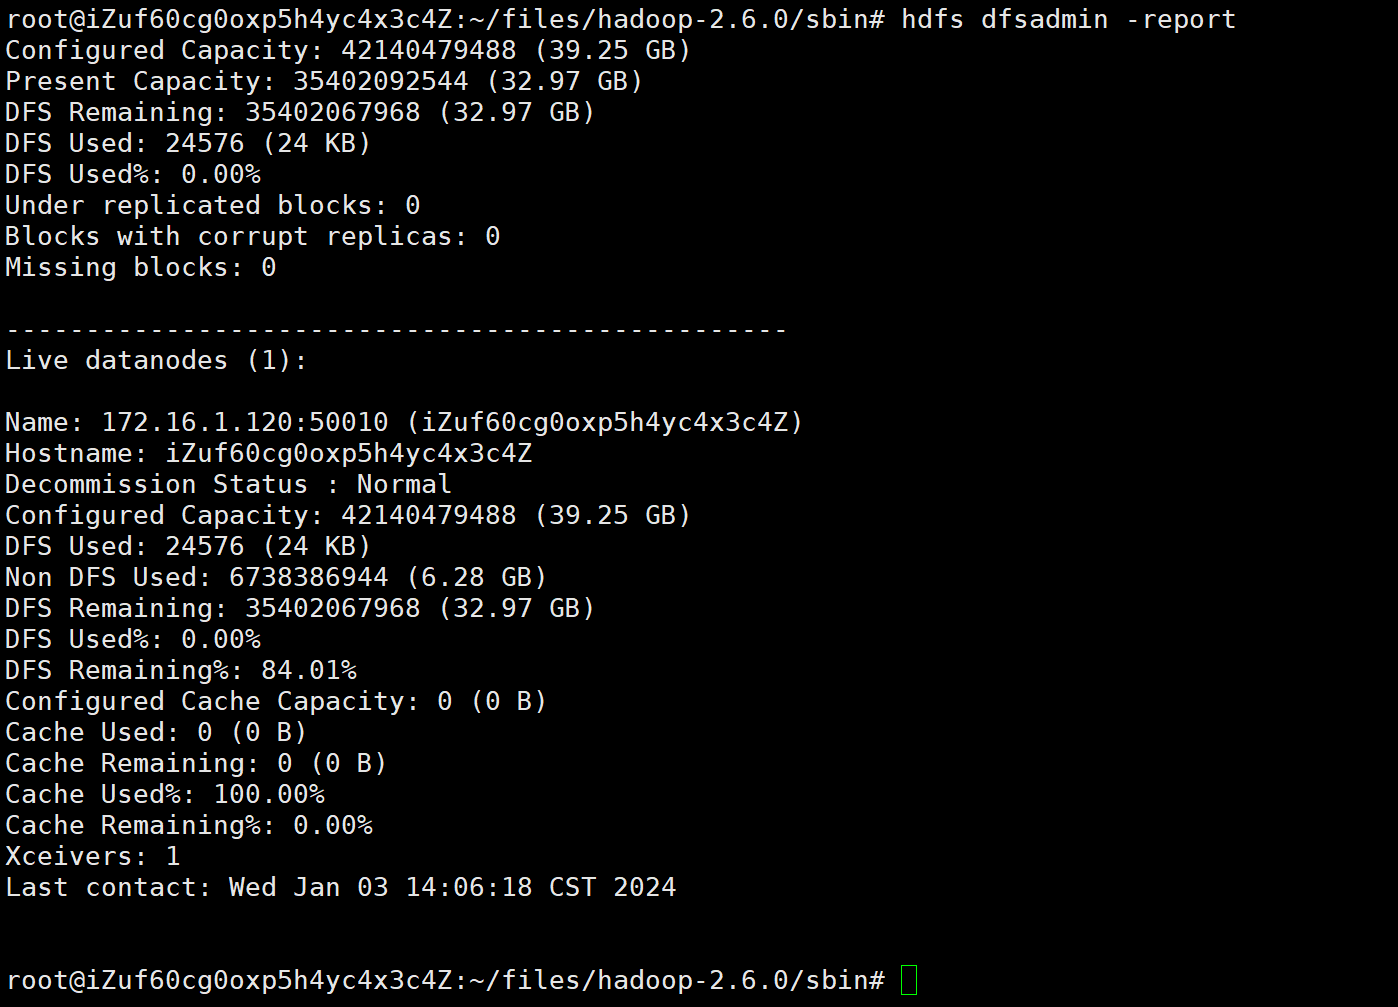 root@iZuf60cg0oxp5h4yc4x3c4Z:~/files/hadoop-2.6.0/sbin# hdfs dfsadmin -report
Configured Capacity: 42140479488 (39.25 GB)
Present Capacity: 35402092544 (32.97 GB)
DFS Remaining: 35402067968 (32.97 GB)
DFS Used: 24576 (24 KB)
DFS Used%: 0.00%
Under replicated blocks: 0
Blocks with corrupt replicas: 0
Missing blocks: 0

-------------------------------------------------
Live datanodes (1):

Name: 172.16.1.120:50010 (iZuf60cg0oxp5h4yc4x3c4Z)
Hostname: iZuf60cg0oxp5h4yc4x3c4Z
Decommission Status : Normal
Configured Capacity: 42140479488 (39.25 GB)
DFS Used: 24576 (24 KB)
Non DFS Used: 6738386944 (6.28 GB)
DFS Remaining: 35402067968 (32.97 GB)
DFS Used%: 0.00%
DFS Remaining%: 84.01%
Configured Cache Capacity: 0 (0 B)
Cache Used: 0 (0 B)
Cache Remaining: 0 (0 B)
Cache Used%: 100.00%
Cache Remaining%: 0.00%
Xceivers: 1
Last contact: Wed Jan 03 14:06:18 CST 2024

root@iZuf60cg0oxp5h4yc4x3c4Z:~/files/hadoop-2.6.0/sbin#